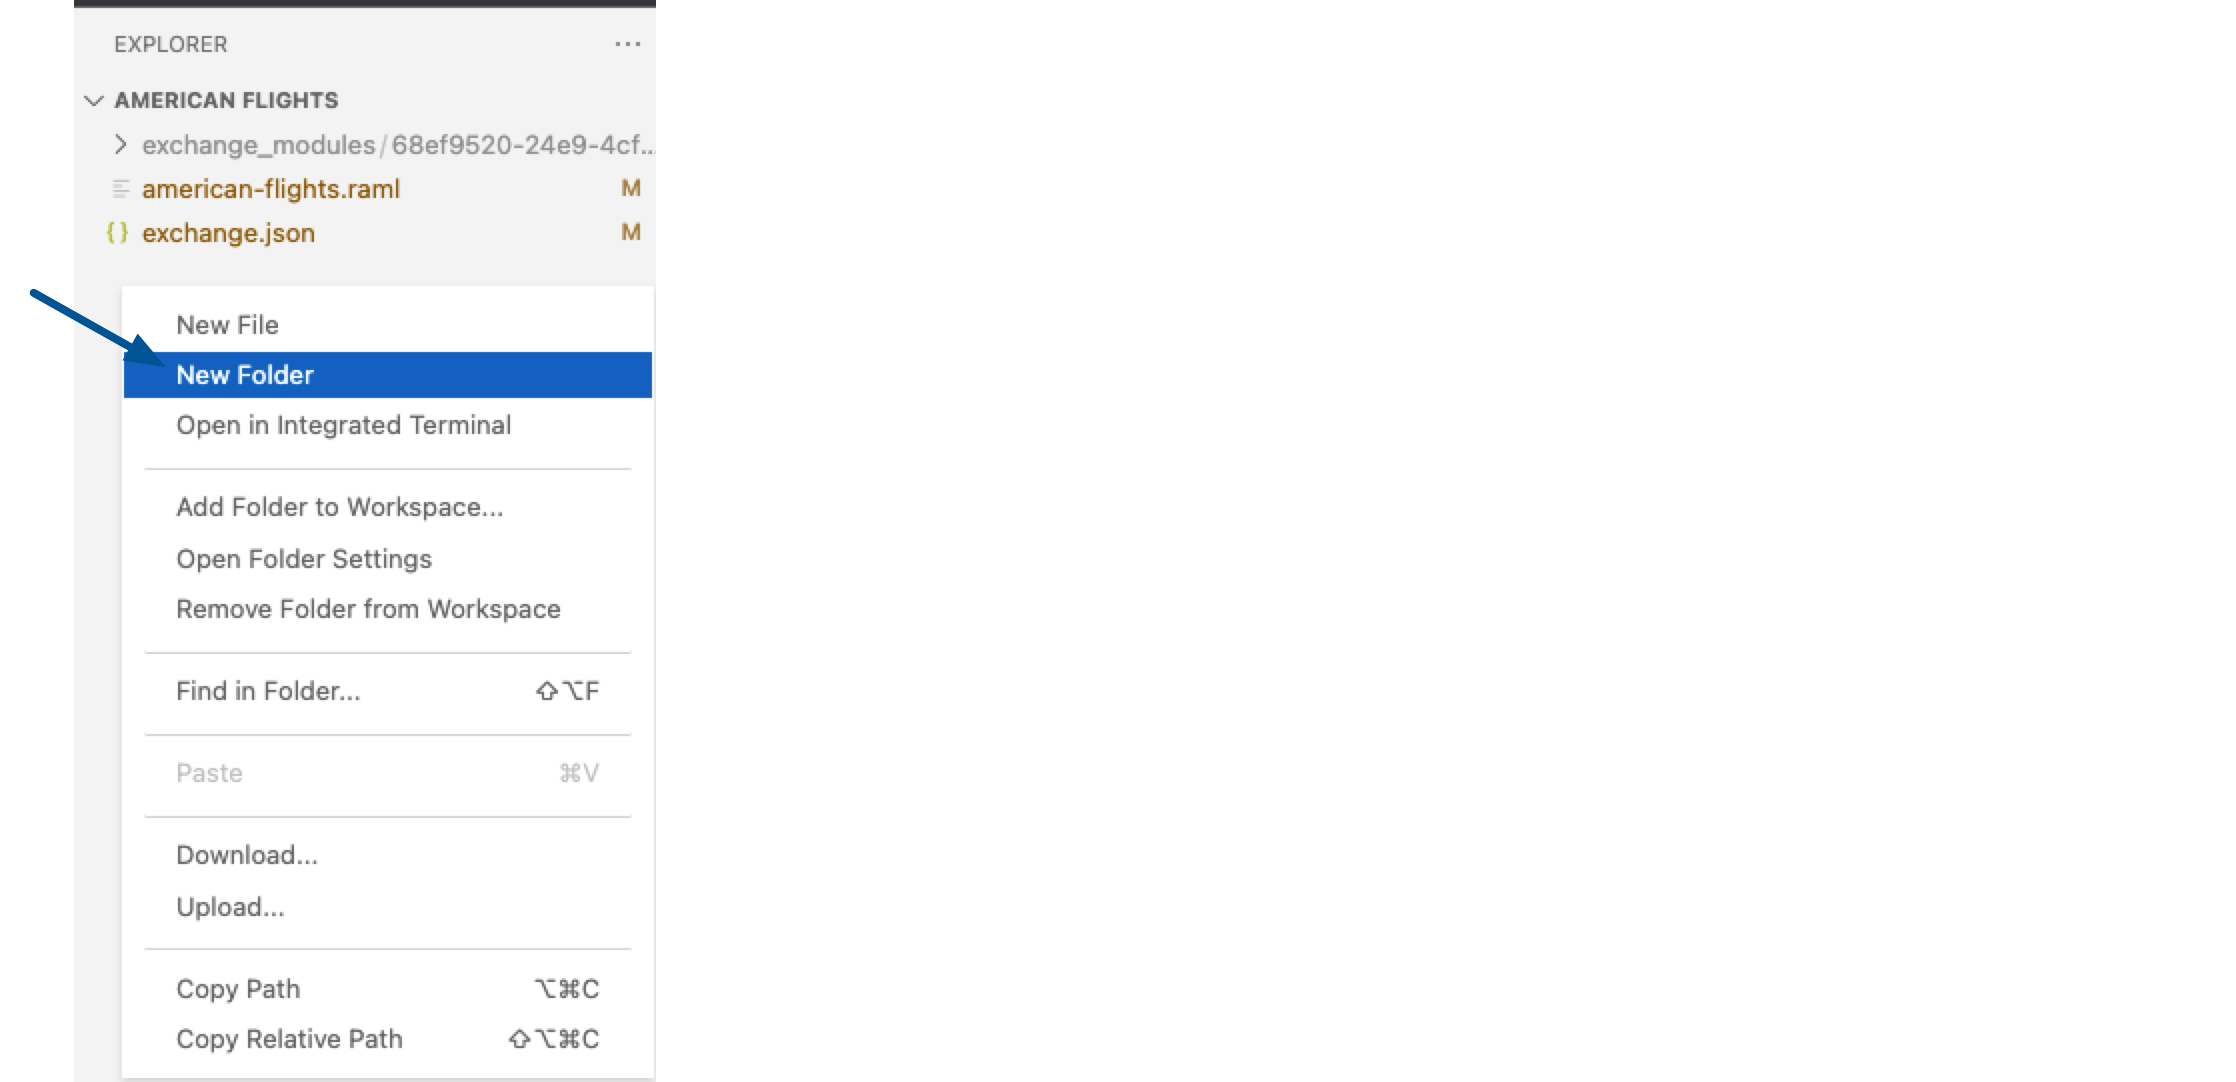 EXPLORER ...
AMERICAN FLIGHTS
exchange_modules/68ef9520-24e9-4cf...
american-flights.raml M
{} exchange.json M
New File
New Folder
Open in Integrated Terminal
Add Folder to Workspace...
Open Folder Settings
Remove Folder from Workspace
Find in Folder... ⇧⌥F
Paste ⌘V
Download...
Upload...
Copy Path ⌥⌘C
Copy Relative Path ⇧⌥⌘C